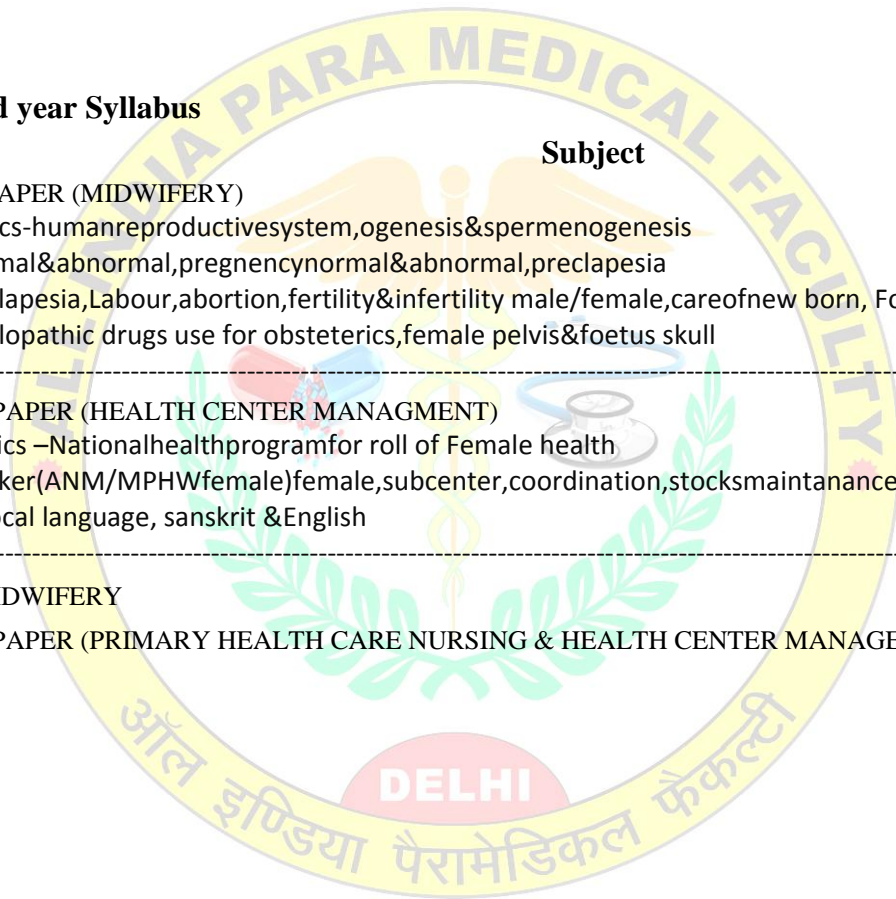 ALL INDIA PARA MEDICAL FACULTY
d year Syllabus
Subject
APER (MIDWIFERY)
cs-humanreproductivesystem,ogenesis&spermenogenesis
mal&abnormal,pregnencynormal&abnormal,preclapesia
lapesia,Labour,abortion,fertility&infertility male/female,careofnew born, Fo
lopathic drugs use for obsteterics,female pelvis&foetus skull
PAPER (HEALTH CENTER MANAGMENT)
ics –Nationalhealthprogramfor roll of Female health
ker(ANM/MPHWfemale)female,subcenter,coordination,stocksmaintanance
ocal language, sanskrit &English
IDWIFERY
PAPER (PRIMARY HEALTH CARE NURSING & HEALTH CENTER MANAGE
DELHI
ऑल इण्डिया पैरामेडिकल फैकल्टी